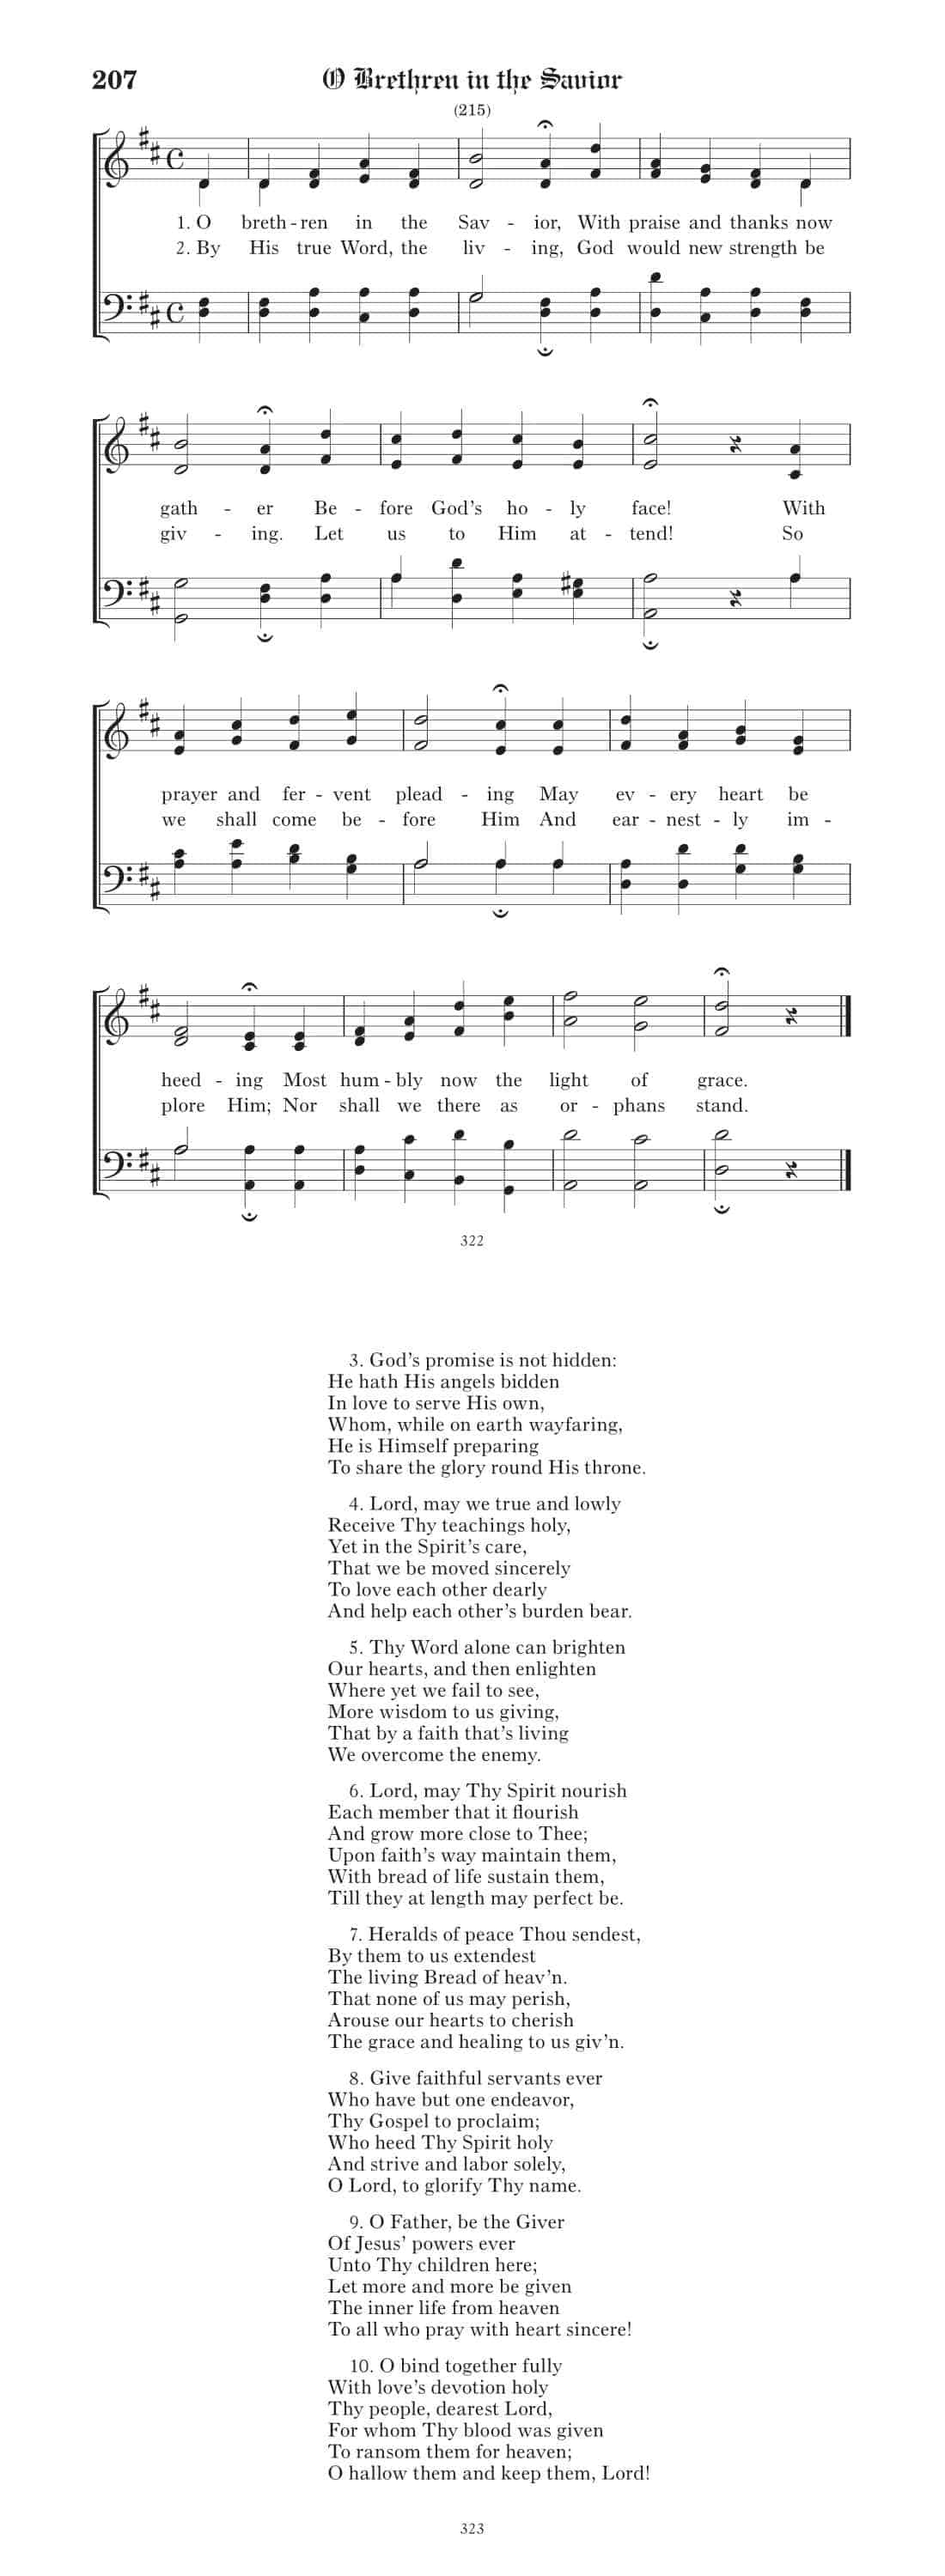 207 O Brethren in the Savior
(215)
1. O breth - ren in the Sav - ior, With praise and thanks now
2. By His true Word, the liv - ing, God would new strength be
gath - er Be - fore God's ho - ly face! With
giv - ing. Let us to Him at - tend! So
prayer and fer - vent plead - ing May ev - ery heart be
we shall come be - fore Him And ear - nest - ly im -
heed - ing Most hum - bly now the light of grace.
plore Him; Nor shall we there as or - phans stand.
322
3. God's promise is not hidden:
He hath His angels bidden
In love to serve His own,
Whom, while on earth wayfaring,
He is Himself preparing
To share the glory round His throne.
4. Lord, may we true and lowly
Receive Thy teachings holy,
Yet in the Spirit's care,
That we be moved sincerely
To love each other dearly
And help each other's burden bear.
5. Thy Word alone can brighten
Our hearts, and then enlighten
Where yet we fail to see,
More wisdom to us giving,
That by a faith that's living
We overcome the enemy.
6. Lord, may Thy Spirit nourish
Each member that it flourish
And grow more close to Thee;
Upon faith's way maintain them,
With bread of life sustain them,
Till they at length may perfect be.
7. Heralds of peace Thou sendest,
By them to us extendest
The living Bread of heav'n.
That none of us may perish,
Arouse our hearts to cherish
The grace and healing to us giv'n.
8. Give faithful servants ever
Who have but one endeavor,
Thy Gospel to proclaim;
Who heed Thy Spirit holy
And strive and labor solely,
O Lord, to glorify Thy name.
9. O Father, be the Giver
Of Jesus' powers ever
Unto Thy children here;
Let more and more be given
The inner life from heaven
To all who pray with heart sincere!
10. O bind together fully
With love's devotion holy
Thy people, dearest Lord,
For whom Thy blood was given
To ransom them for heaven;
O hallow them and keep them, Lord!
323